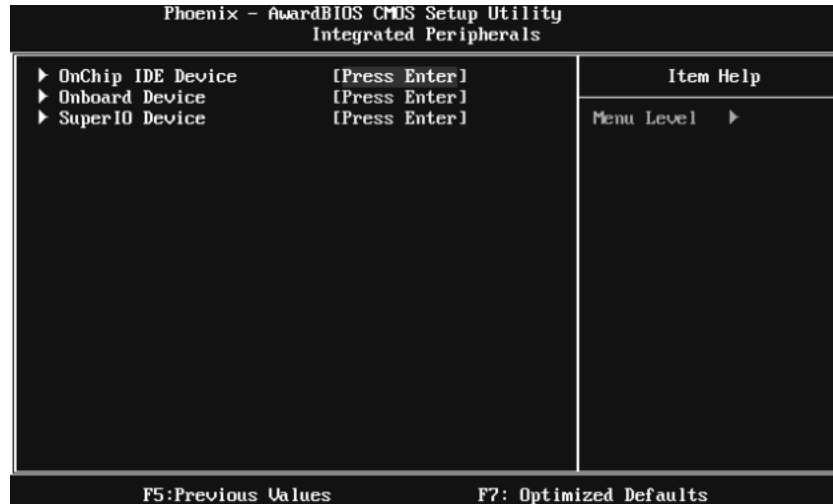 Phoenix - AwardBIOS CMOS Setup Utility
Integrated Peripherals
▶ OnChip IDE Device [Press Enter]
▶ Onboard Device [Press Enter]
▶ SuperIO Device [Press Enter]
Item Help
Menu Level ▶
F5:Previous Values F7: Optimized Defaults